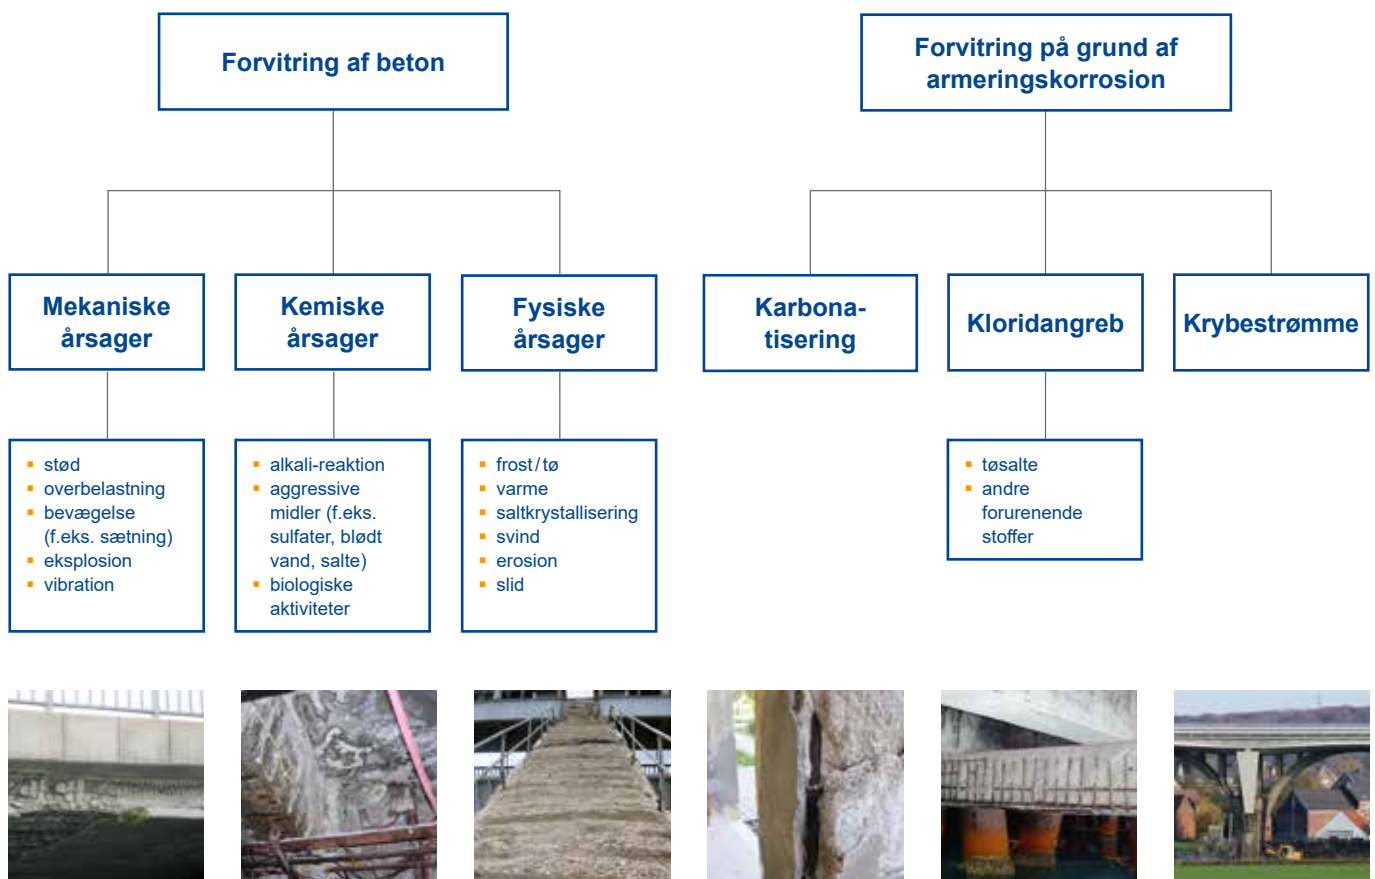 Forvitring af beton
Forvitring på grund af
armeringskorrosion
Mekaniske
årsager
Kemiske
årsager
Fysiske
årsager
Karbona-
tisering
Kloridangreb
Krybestrømme
stød
overbelastning
bevægelse
(f.eks. sætning)
eksplosion
vibration
alkali-reaktion
aggressive
midler (f.eks.
sulfater, blødt
vand, salte)
biologiske
aktiviteter
frost/tø
varme
saltkrystallisering
svind
erosion
slid
tøsalte
andre
forurenende
stoffer